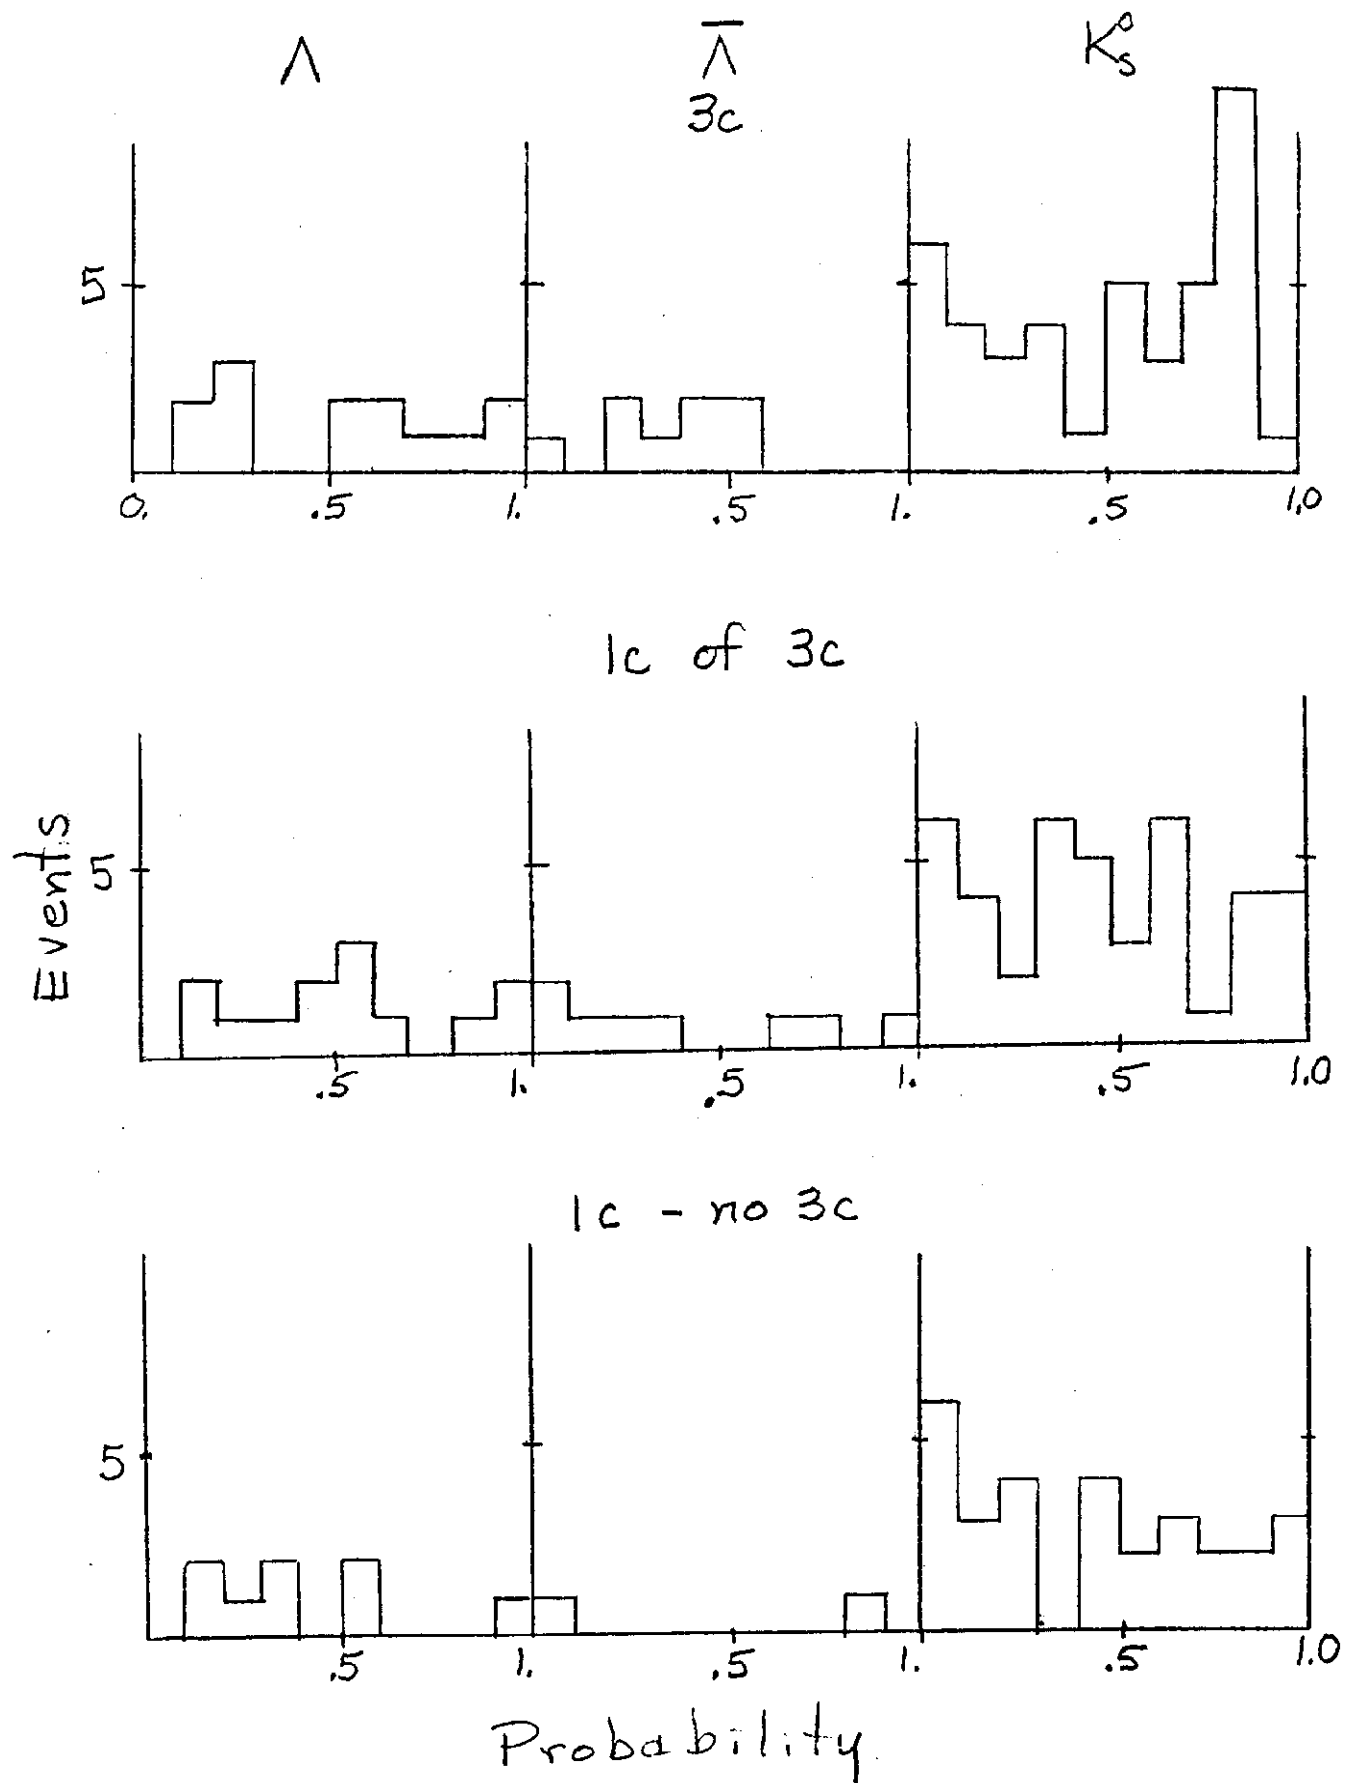 Λ Λ̅ K⁰ₛ
3c
5
0. .5 1. .5 1. .5 1.0
1c of 3c
Events
5
.5 1. .5 1. .5 1.0
1c - no 3c
5
.5 1. .5 1. .5 1.0
Probability